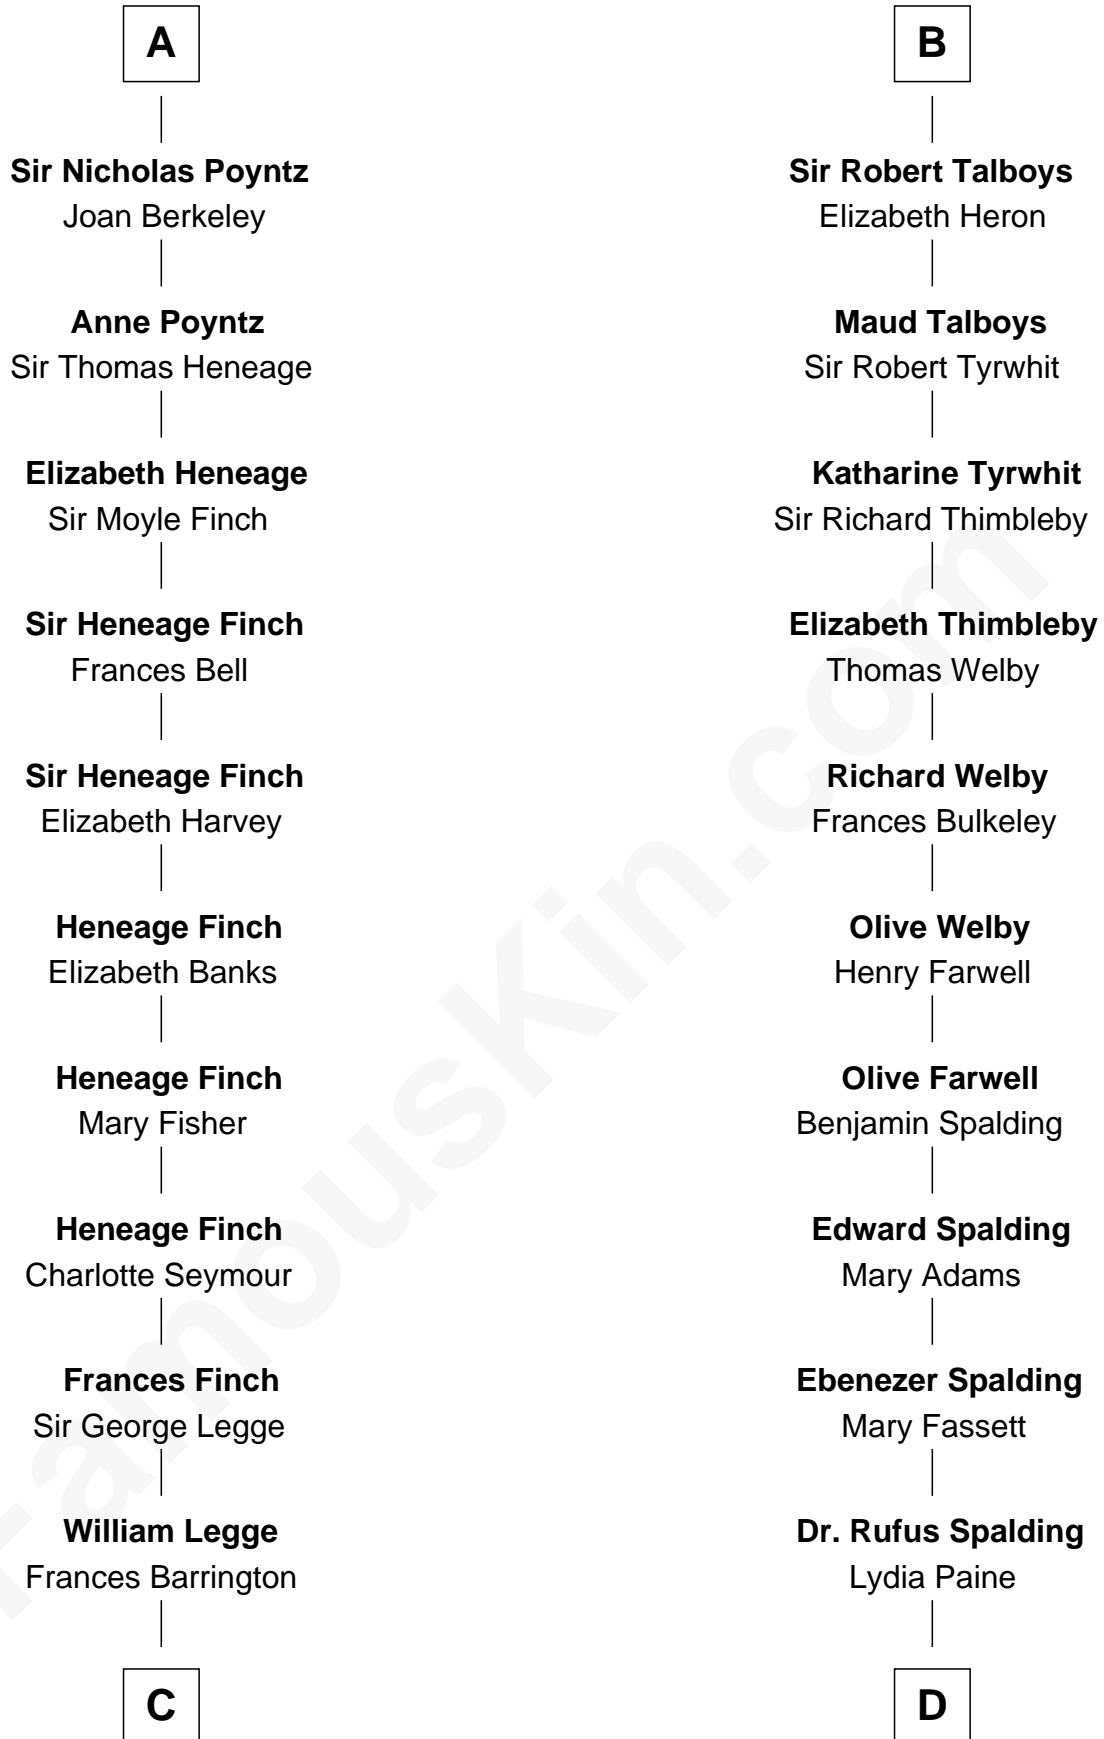 A
Sir Nicholas Poyntz
Joan Berkeley
Anne Poyntz
Sir Thomas Heneage
Elizabeth Heneage
Sir Moyle Finch
Sir Heneage Finch
Frances Bell
Sir Heneage Finch
Elizabeth Harvey
Heneage Finch
Elizabeth Banks
Heneage Finch
Mary Fisher
Heneage Finch
Charlotte Seymour
Frances Finch
Sir George Legge
William Legge
Frances Barrington
C
B
Sir Robert Talboys
Elizabeth Heron
Maud Talboys
Sir Robert Tyrwhit
Katharine Tyrwhit
Sir Richard Thimbleby
Elizabeth Thimbleby
Thomas Welby
Richard Welby
Frances Bulkeley
Olive Welby
Henry Farwell
Olive Farwell
Benjamin Spalding
Edward Spalding
Mary Adams
Ebenezer Spalding
Mary Fassett
Dr. Rufus Spalding
Lydia Paine
D
FamousKin.com